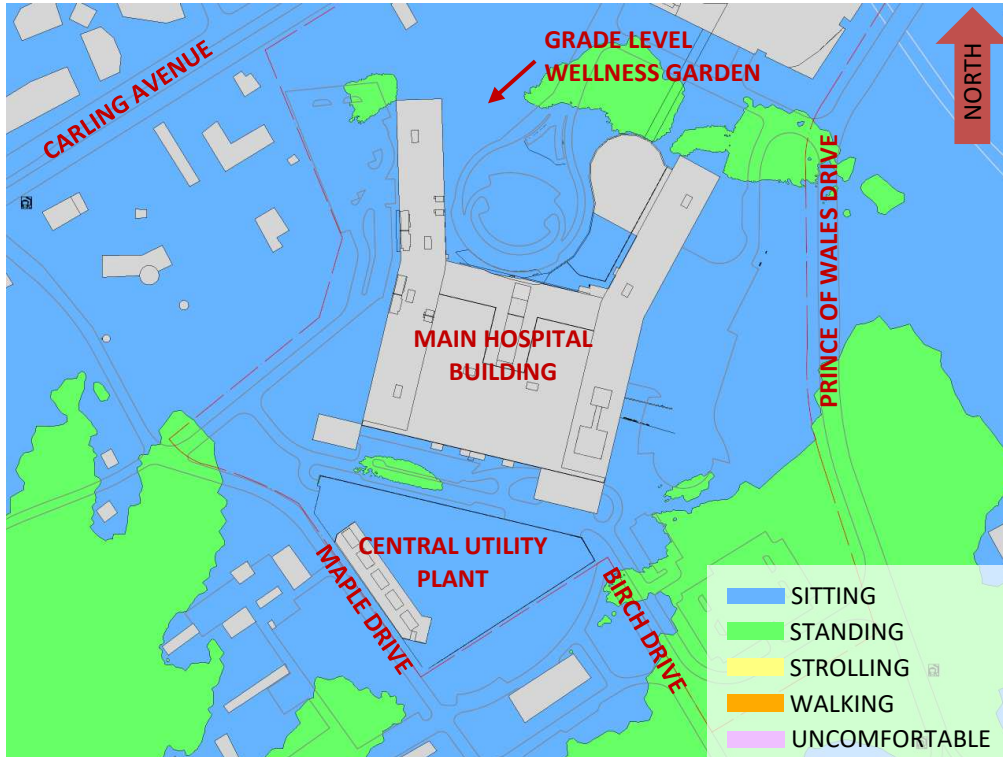 GRADE LEVEL
WELLNESS GARDEN
NORTH
CARLING AVENUE
PRINCE OF WALES DRIVE
MAIN HOSPITAL
BUILDING
CENTRAL UTILITY
PLANT
MAPLE DRIVE
BIRCH DRIVE
SITTING
STANDING
STROLLING
WALKING
UNCOMFORTABLE